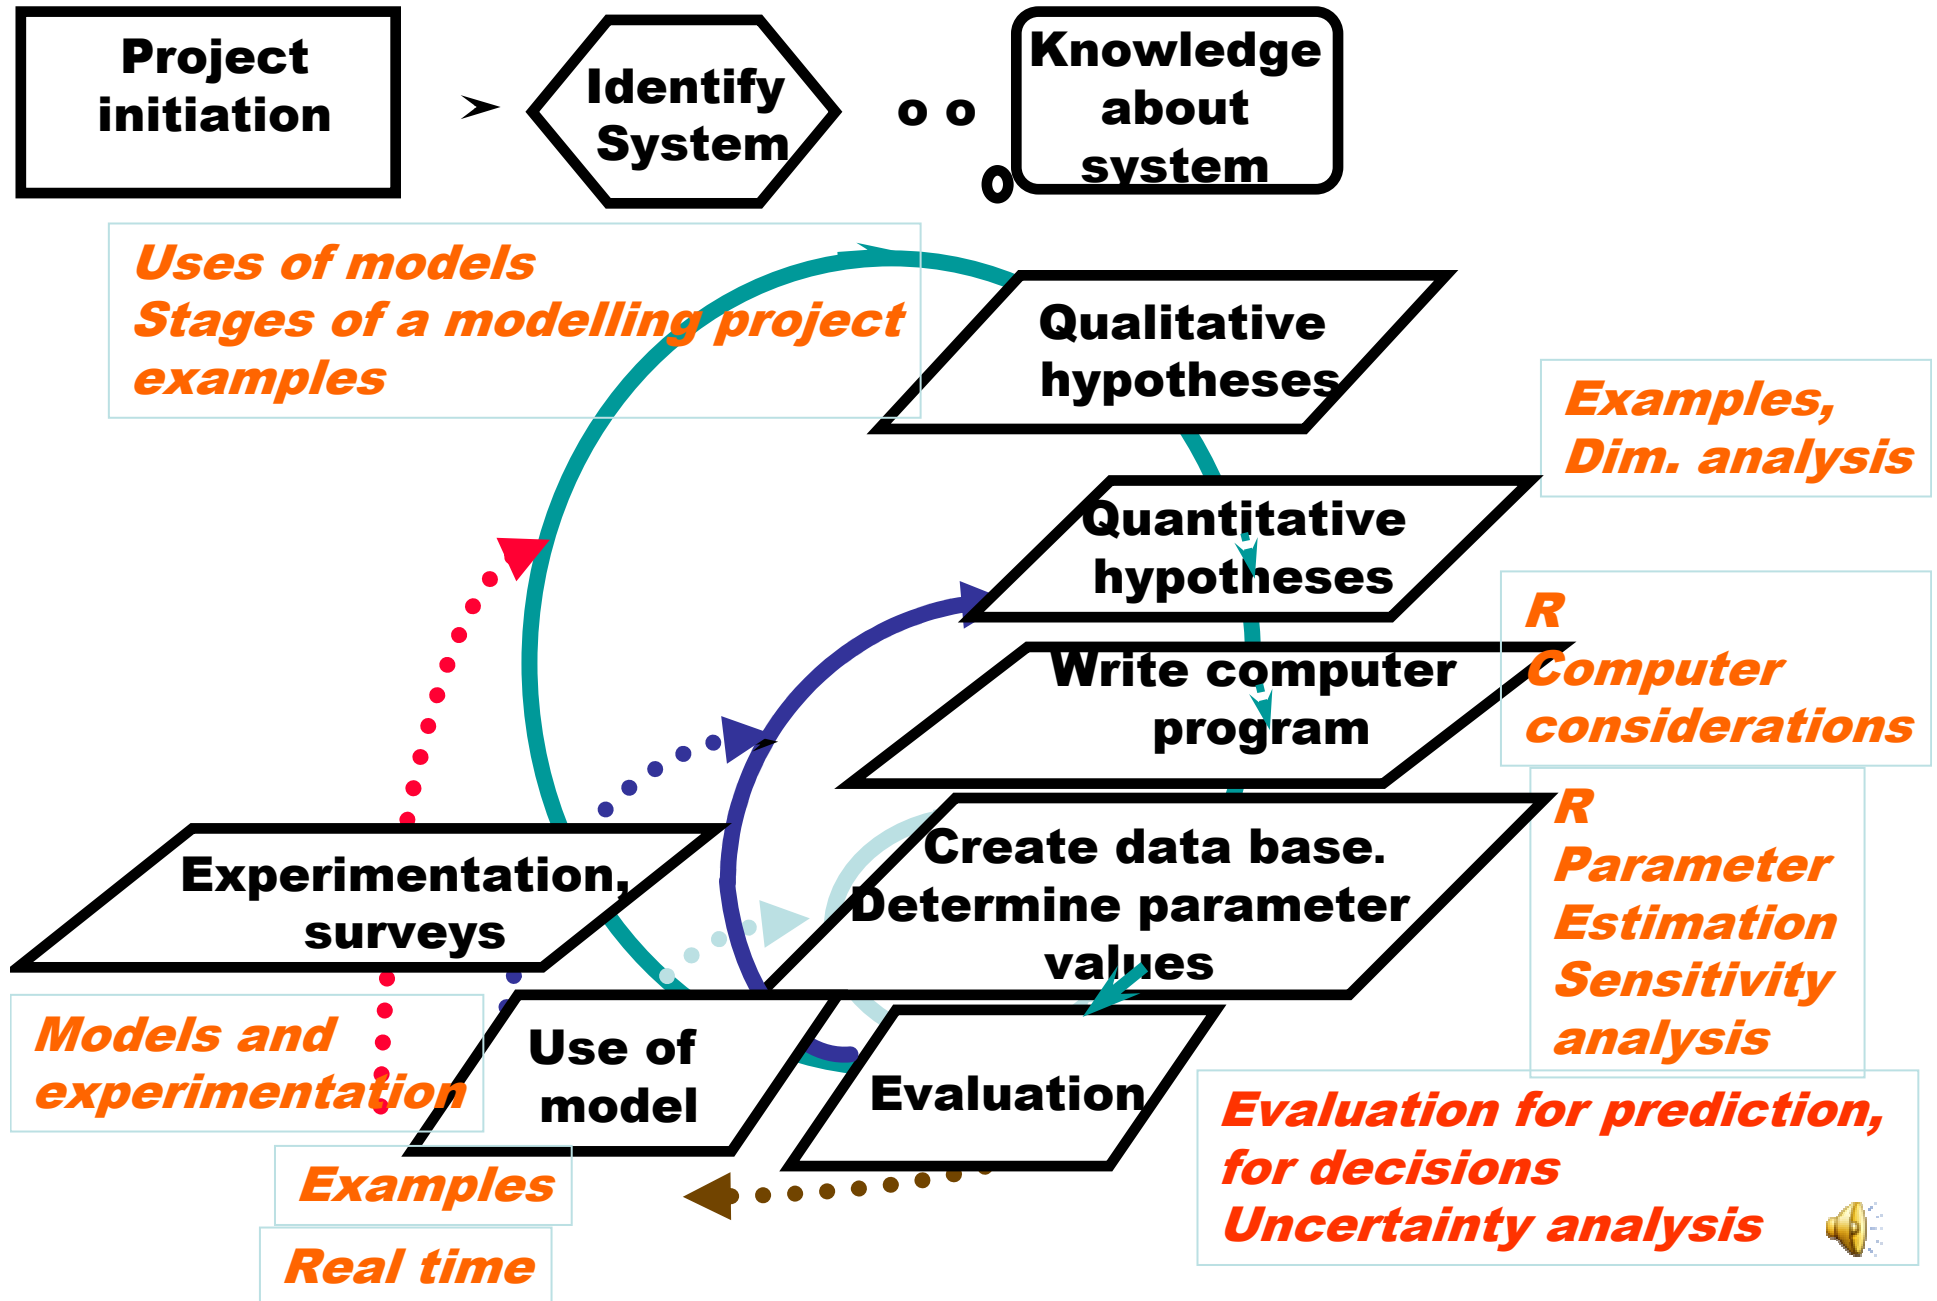 Project
initiation
Identify
System
o o
o
Knowledge
about
system
Uses of models
Stages of a modelling project
examples
Qualitative
hypotheses
Examples,
Dim. analysis
Quantitative
hypotheses
R
Computer
considerations
Write computer
program
R
Parameter
Estimation
Sensitivity
analysis
Create data base.
Determine parameter
values
Experimentation,
surveys
Models and
experimentation
Use of
model
Evaluation
Evaluation for prediction,
for decisions
Uncertainty analysis
Examples
Real time